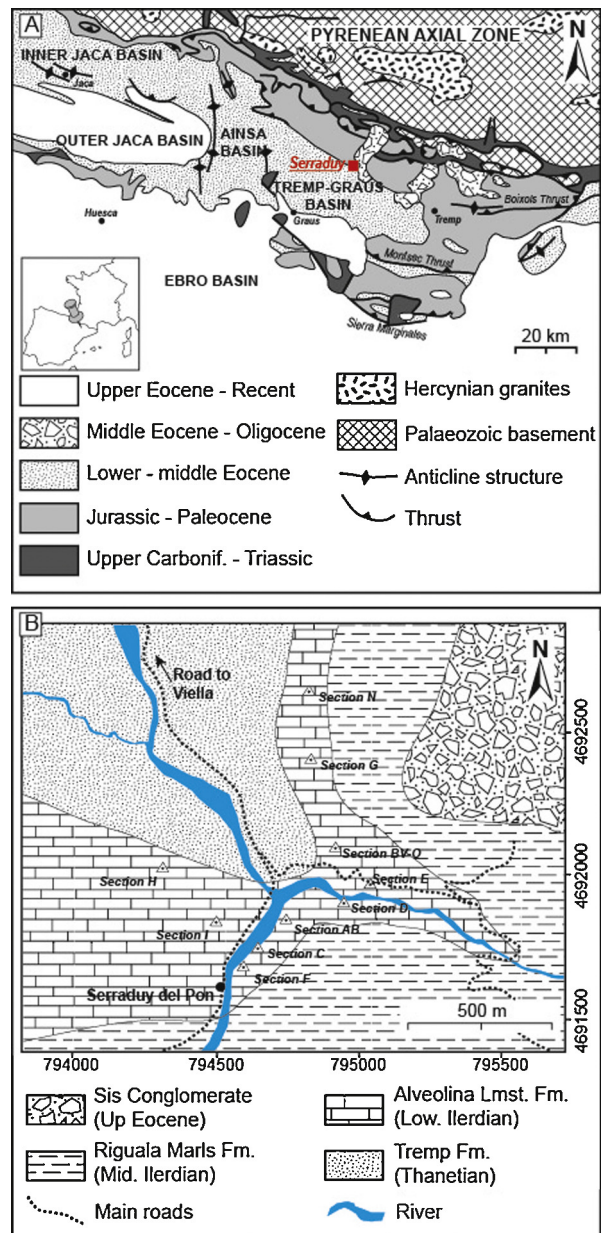 A
PYRENEAN AXIAL ZONE
N
INNER JACA BASIN
Jaca
OUTER JACA BASIN
AINSA
BASIN
Serraduy
TREMP-GRAUS
BASIN
Boixols Thrust
Huesca
Graus
Tremp
Montsec Thrust
EBRO BASIN
Sierra Marginales
20 km
Upper Eocene - Recent
Middle Eocene - Oligocene
Lower - middle Eocene
Jurassic - Paleocene
Upper Carbonif. - Triassic
Hercynian granites
Palaeozoic basement
Anticline structure
Thrust
B
Road to
Viella
N
Section N
Section G
Section BV-O
Section E
Section H
Section D
Section I
Section AB
Section C
Section F
Serraduy del Pon
500 m
4692500
4692000
4691500
794000
794500
795000
795500
Sis Conglomerate
(Up Eocene)
Riguala Marls Fm.
(Mid. Ilerdian)
Main roads
Alveolina Lmst. Fm.
(Low. Ilerdian)
Tremp Fm.
(Thanetian)
River